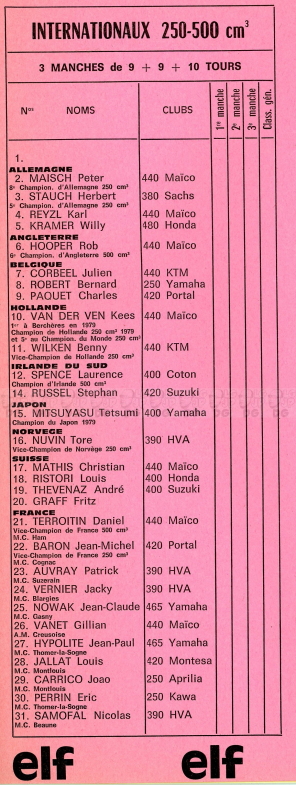 INTERNATIONAUX 250-500 cm³
3 MANCHES de 9 + 9 + 10 TOURS
Nos NOMS CLUBS 1re manche 2e manche 3e manche Class. gén.
1.
ALLEMAGNE
2. MAISCH Peter 440 Maïco
8e Champion. d'Allemagne 250 cm³
3. STAUCH Herbert 380 Sachs
5e Champion. d'Allemagne 250 cm³
4. REYZL Karl 440 Maïco
5. KRAMER Willy 480 Honda
ANGLETERRE
6. HOOPER Rob 440 Maïco
6e Champion. d'Angleterre 500 cm³
BELGIQUE
7. CORBEEL Julien 440 KTM
8. ROBERT Bernard 250 Yamaha
9. PAQUET Charles 420 Portal
HOLLANDE
10. VAN DER VEN Kees 440 Maïco
1er à Berchères en 1979
Champion de Hollande 250 cm³ 1979
et 5e au Champion. du Monde 250 cm³
11. WILKEN Benny 440 KTM
Vice-Champion de Hollande 250 cm³
IRLANDE DU SUD
12. SPENCE Laurence 400 Coton
Champion d'Irlande 500 cm³
14. RUSSEL Stephan 420 Suzuki
JAPON
15. MITSUYASU Tetsumi 400 Yamaha
Champion du Japon 1979
NORVEGE
16. NUVIN Tore 390 HVA
Vice-Champion de Norvège 250 cm³
SUISSE
17. MATHIS Christian 440 Maïco
18. RISTORI Louis 400 Honda
19. THEVENAZ André 400 Suzuki
20. GRAFF Fritz
FRANCE
21. TERROITIN Daniel 440 Maïco
Vice-Champion de France 500 cm³
M.C. Ham
22. BARON Jean-Michel 420 Portal
Vice-Champion de France 250 cm³
M.C. Cognac
23. AUVRAY Patrick 390 HVA
M.C. Suzerain
24. VERNIER Jacky 390 HVA
M.C. Blargies
25. NOWAK Jean-Claude 465 Yamaha
M.C. Gasny
26. VANET Gillian 440 Maïco
A.M. Creusoise
27. HYPOLITE Jean-Paul 465 Yamaha
M.C. Thomer-la-Sogne
28. JALLAT Louis 420 Montesa
M.C. Montlouis
29. CARRICO Joao 250 Aprilia
M.C. Montlouis
30. PERRIN Eric 250 Kawa
M.C. Thomer-la-Sogne
31. SAMOFAL Nicolas 390 HVA
M.C. Beaune
elf elf